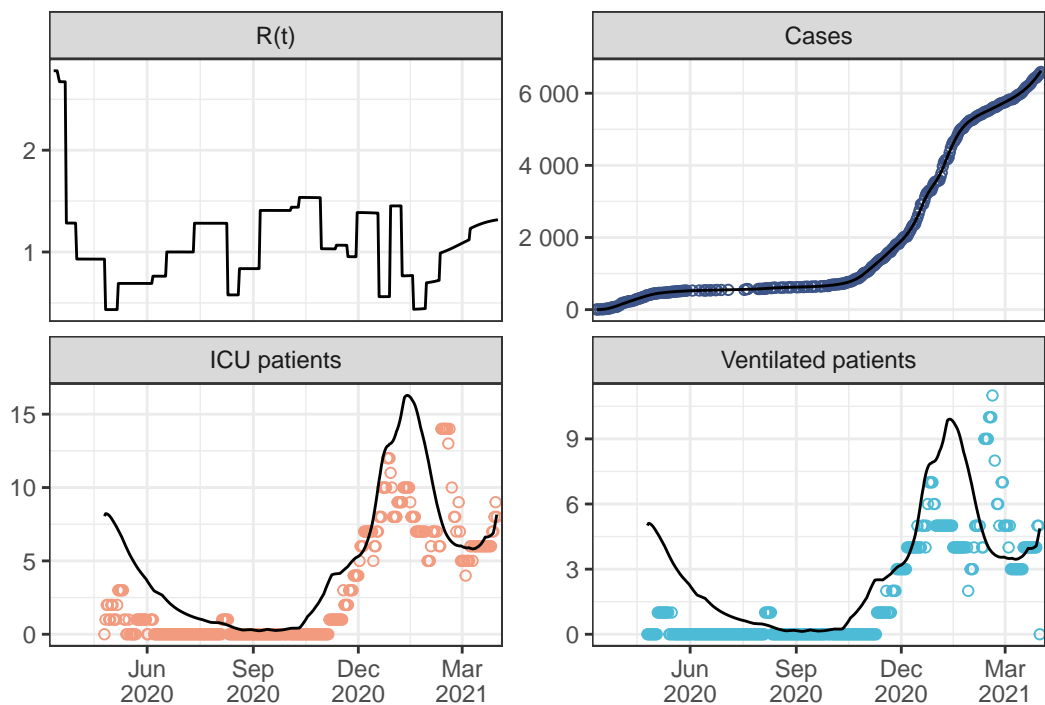 R(t)
Cases
2
1
6 000
4 000
2 000
0
ICU patients
Ventilated patients
15
10
5
0
9
6
3
0
Jun
2020
Sep
2020
Dec
2020
Mar
2021
Jun
2020
Sep
2020
Dec
2020
Mar
2021